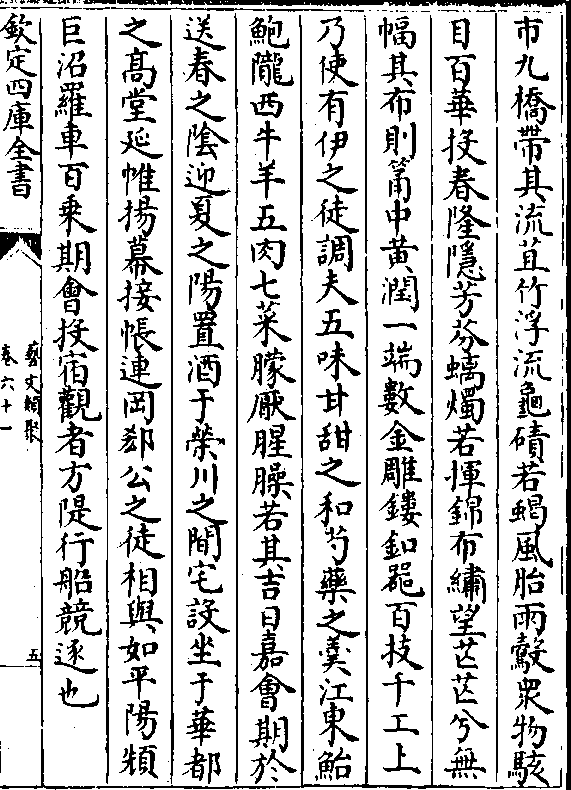 市九橋帶其流苴竹浮流龜磧若蝎風胎雨鷇衆物駭
目百華投春隆隱芳芬蠣燭若揮錦布繡望芒芒兮無
幅其布則筩中黃潤一端數金雕鏤釦器百技千工上
乃使有伊之徒調夫五味甘甜之和芍藥之羹江東鮐
鮑隴西牛羊五肉七菜朦厭腥臊若其吉日嘉會期於
送春之陰迎夏之陽置酒于榮川之閒宅設坐于華都
之髙堂延帷揚幕接帳連岡郄公之徒相與如平陽頫
巨沼羅車百乘期會投宿觀者方隄行船競逐也
欽定四庫全書
藝文類聚
卷六十一
五